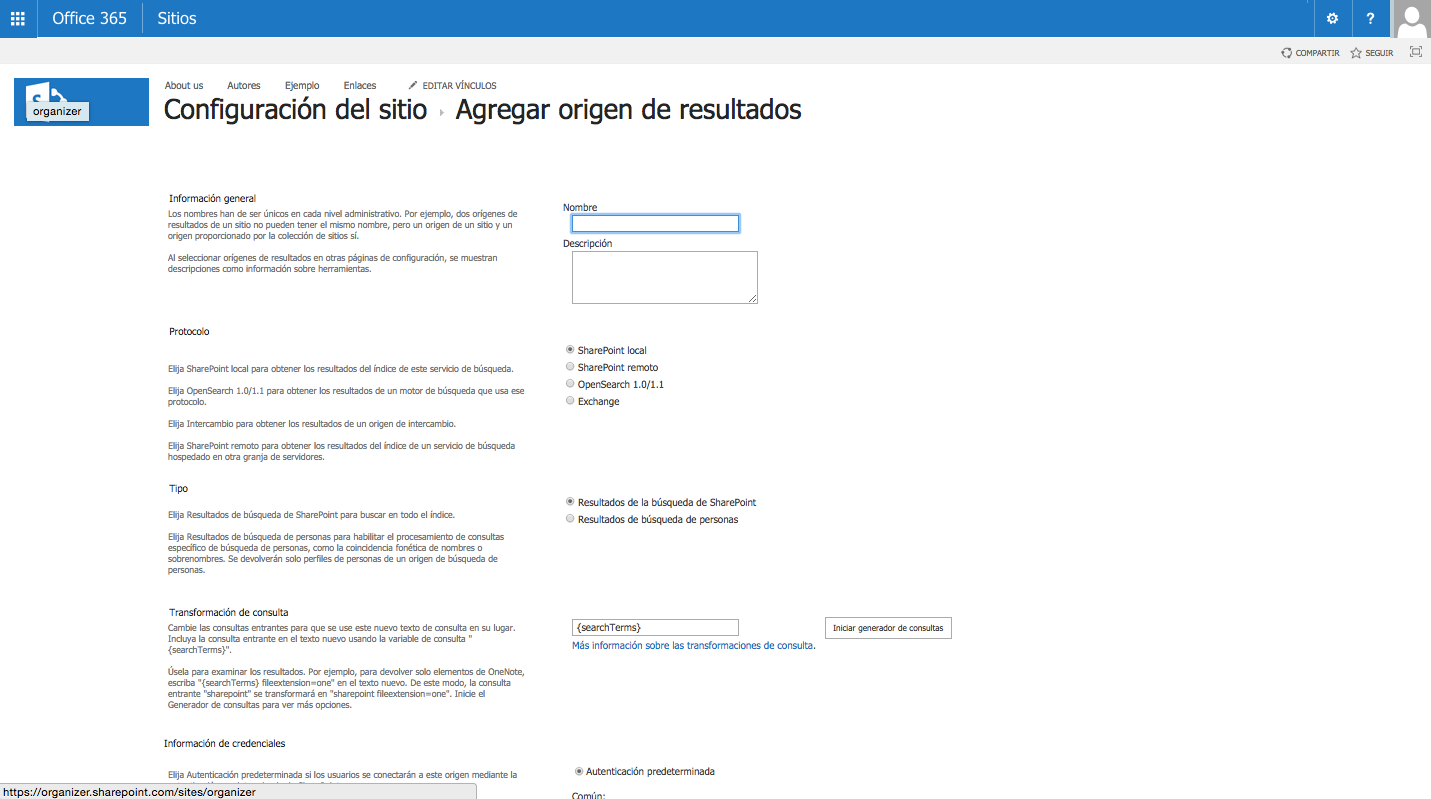 Office 365
Sitios
?
COMPARTIR
SEGUIR
S
organizer
About us
Autores
Ejemplo
Enlaces
EDITAR VÍNCULOS
Configuración del sitio
Agregar origen de resultados
Información general
Los nombres han de ser únicos en cada nivel administrativo. Por ejemplo, dos orígenes de
resultados de un sitio no pueden tener el mismo nombre, pero un origen de un sitio y un
origen proporcionado por la colección de sitios sí.
Al seleccionar orígenes de resultados en otras páginas de configuración, se muestran
descripciones como información sobre herramientas.
Nombre
Descripción
Protocolo
Elija SharePoint local para obtener los resultados del índice de este servicio de búsqueda.
Elija OpenSearch 1.0/1.1 para obtener los resultados de un motor de búsqueda que usa ese
protocolo.
Elija Intercambio para obtener los resultados de un origen de intercambio.
Elija SharePoint remoto para obtener los resultados del índice de un servicio de búsqueda
hospedado en otra granja de servidores.
SharePoint local
SharePoint remoto
OpenSearch 1.0/1.1
Exchange
Tipo
Elija Resultados de búsqueda de SharePoint para buscar en todo el índice.
Elija Resultados de búsqueda de personas para habilitar el procesamiento de consultas
específico de búsqueda de personas, como la coincidencia fonética de nombres o
sobrenombres. Se devolverán solo perfiles de personas de un origen de búsqueda de
personas.
Resultados de la búsqueda de SharePoint
Resultados de búsqueda de personas
Transformación de consulta
Cambie las consultas entrantes para que se use este nuevo texto de consulta en su lugar.
Incluya la consulta entrante en el texto nuevo usando la variable de consulta "
{searchTerms}".
Úsela para examinar los resultados. Por ejemplo, para devolver solo elementos de OneNote,
escriba "{searchTerms} fileextension=one" en el texto nuevo. De este modo, la consulta
entrante "sharepoint" se transformará en "sharepoint fileextension=one". Inicie el
Generador de consultas para ver más opciones.
{searchTerms}
Iniciar generador de consultas
Más información sobre las transformaciones de consulta.
Información de credenciales
Elija Autenticación predeterminada si los usuarios se conectarán a este origen mediante la
Autenticación predeterminada
Común:
https://organizer.sharepoint.com/sites/organizer